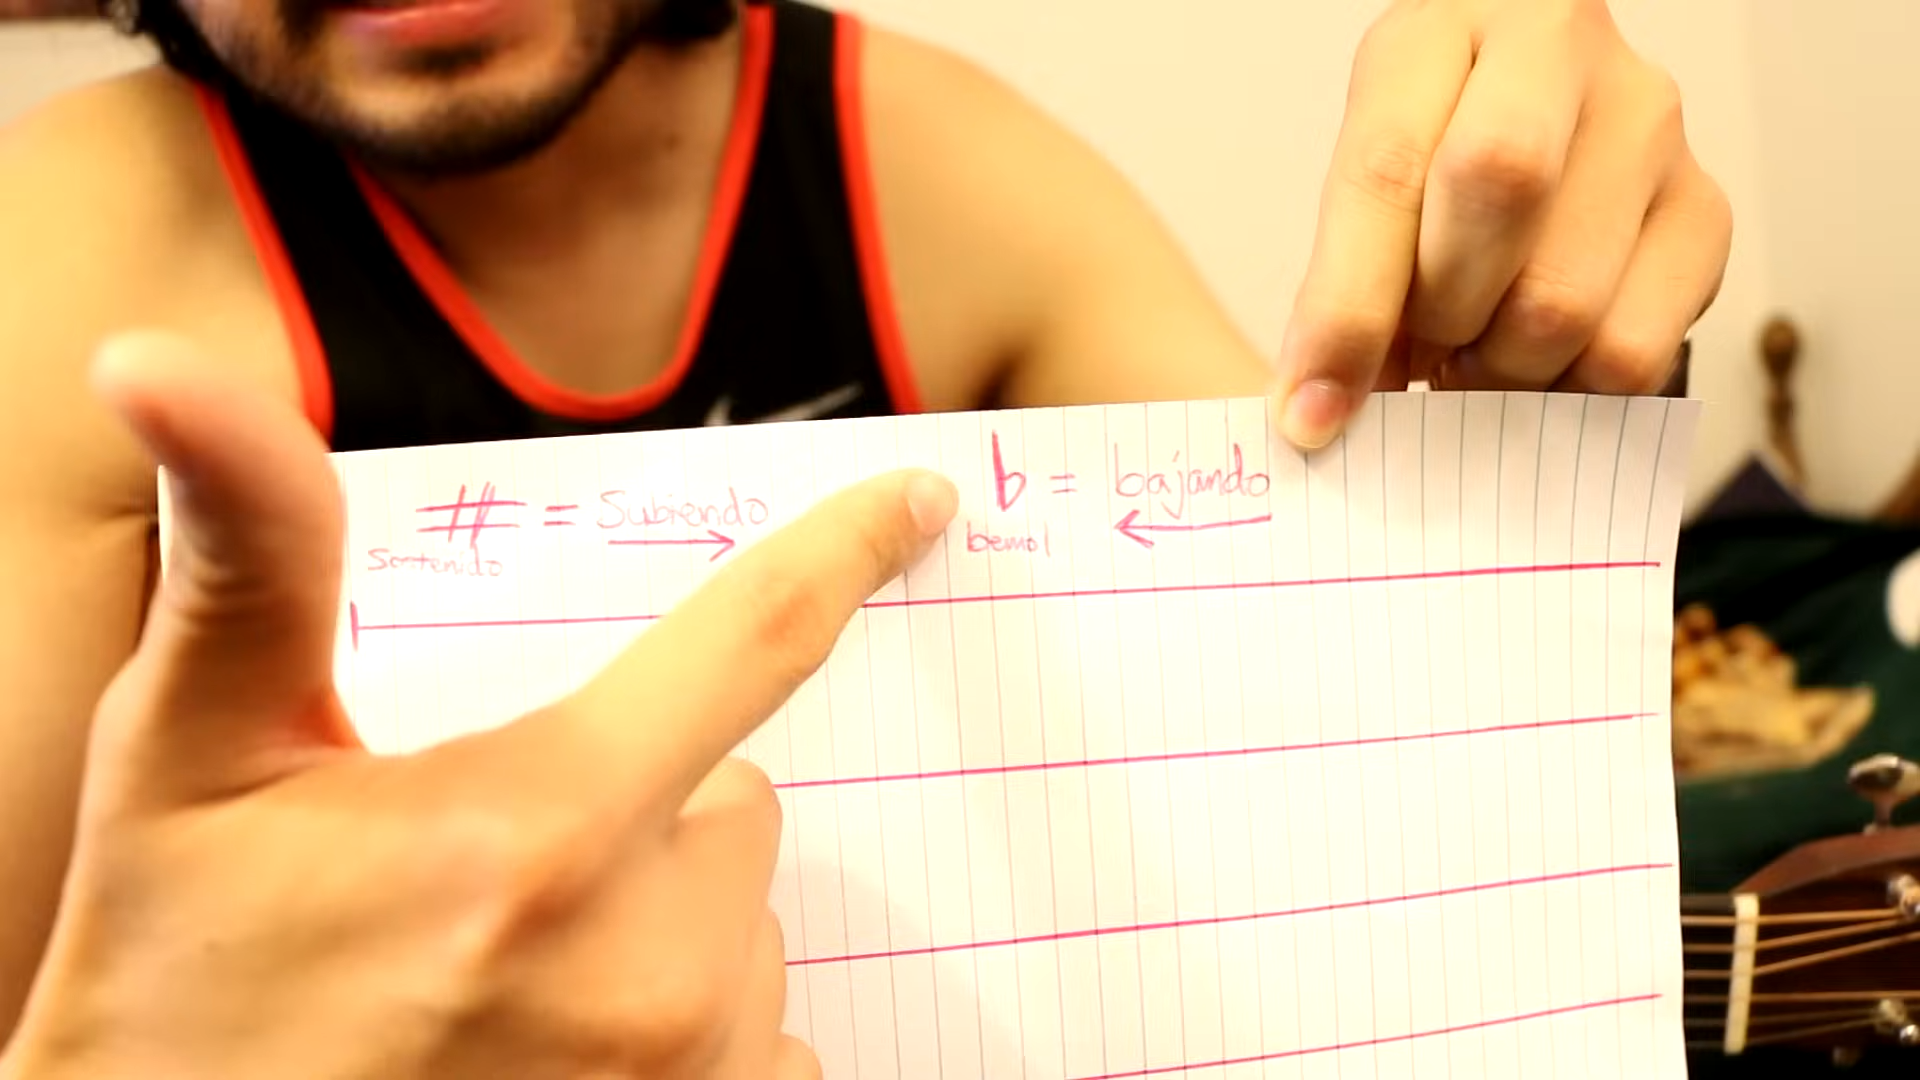 # = Subiendo
Sostenido
b = bajando
bemol